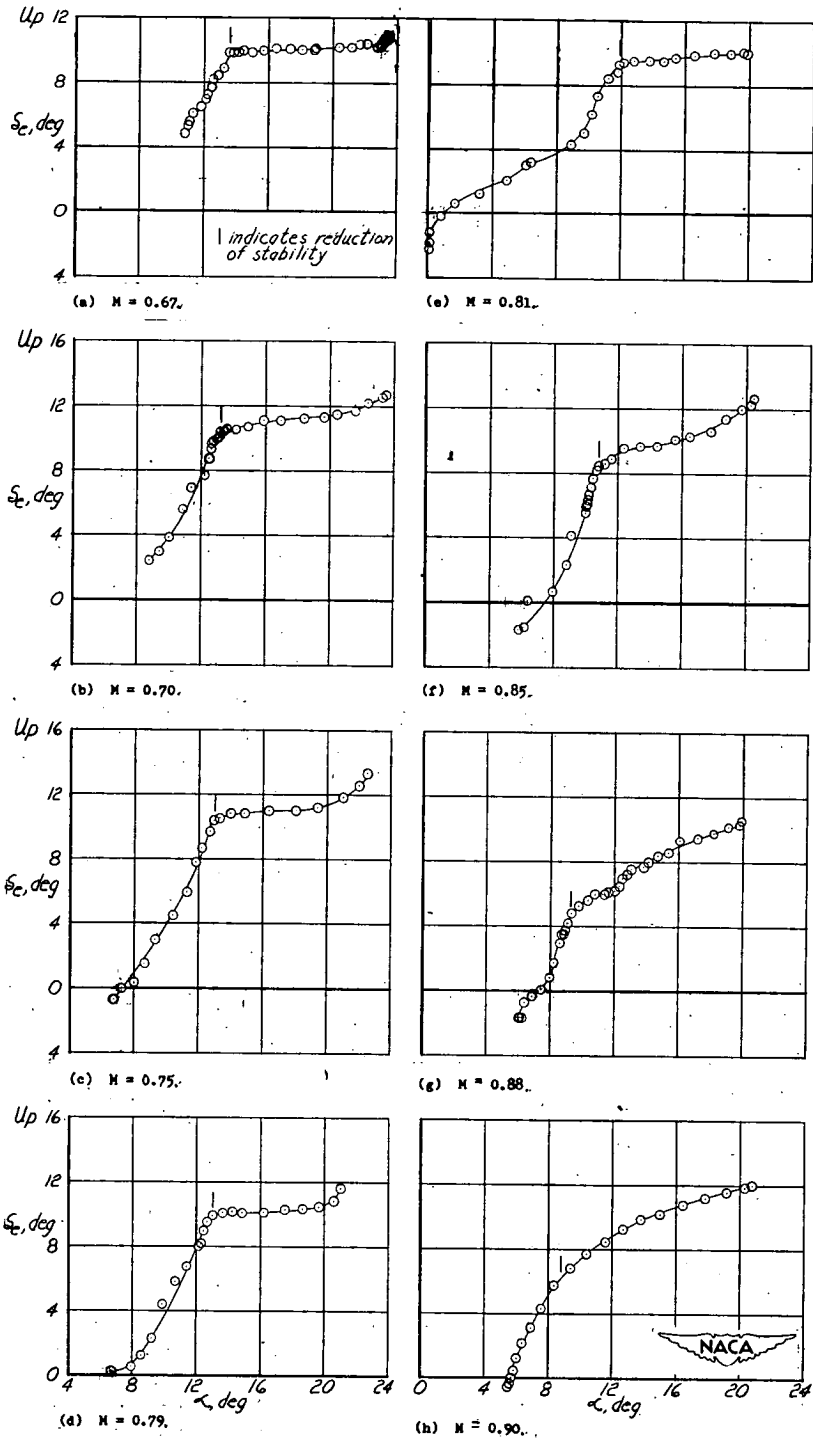 Up 12
8
δe, deg
4
0
4
| indicates reduction
of stability
(a) M = 0.67.
(e) M = 0.81.
Up 16
12
8
δe, deg
4
0
4
(b) M = 0.70.
(f) M = 0.85.
Up 16
12
8
δe, deg
4
0
4
(c) M = 0.75.
(g) M = 0.88.
Up 16
12
8
δe, deg
4
0
4 8 12 16 20 24
α, deg
(d) M = 0.79.
0 4 8 12 16 20 24
α, deg
NACA
(h) M = 0.90.